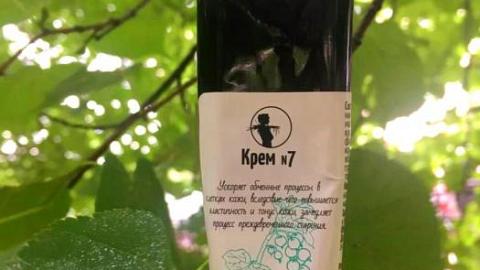 Крем №7
Ускоряет обменные процессы в
клетках кожи, вследствие чего повышается
эластичность и тонус кожи, замедляет
процесс преждевременного старения.